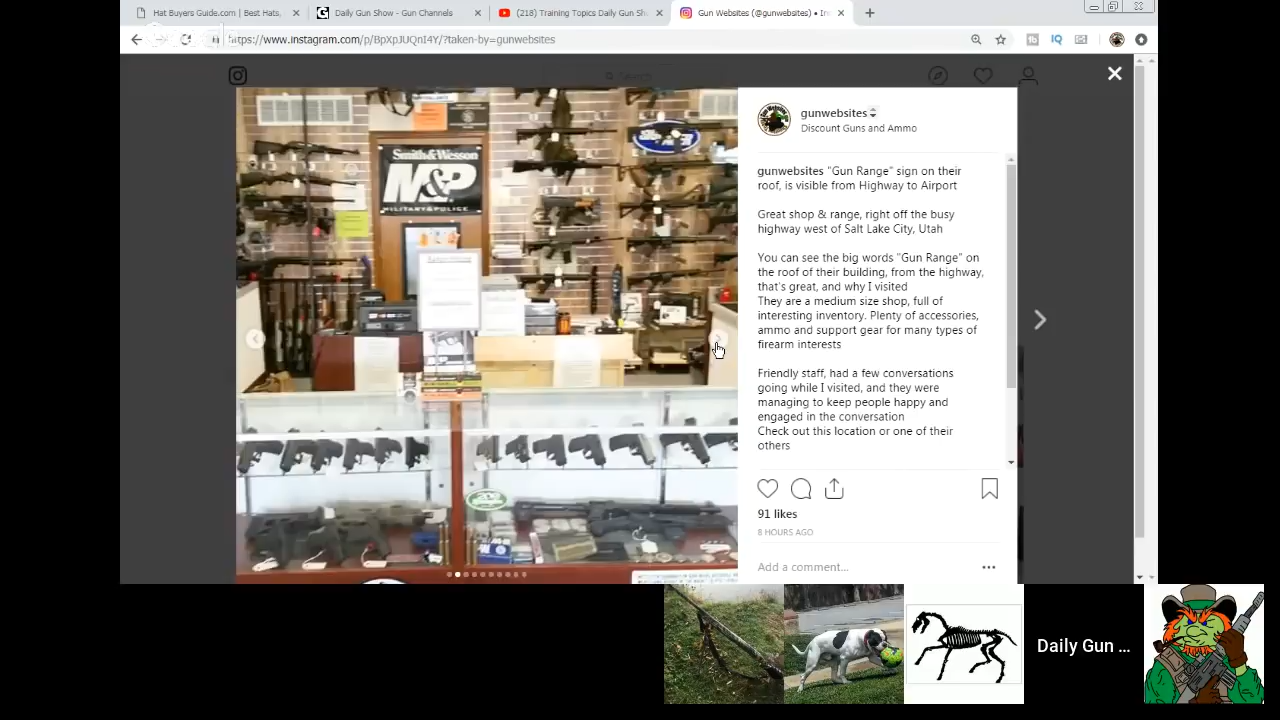 Hat Buyers Guide.com | Best Hats,
Daily Gun Show - Gun Channels
(218) Training Topics Daily Gun Sh
Gun Websites (@gunwebsites) • In
https://www.instagram.com/p/BpXpJUQnI4Y/?taken-by=gunwebsites
Search
gunwebsites
Discount Guns and Ammo
Smith&Wesson
M&P
MILITARY&POLICE
gunwebsites "Gun Range" sign on their
roof, is visible from Highway to Airport
Great shop & range, right off the busy
highway west of Salt Lake City, Utah
You can see the big words "Gun Range" on
the roof of their building, from the highway,
that's great, and why I visited
They are a medium size shop, full of
interesting inventory. Plenty of accessories,
ammo and support gear for many types of
firearm interests
Friendly staff, had a few conversations
going while I visited, and they were
managing to keep people happy and
engaged in the conversation
Check out this location or one of their
others
91 likes
8 HOURS AGO
Add a comment...
Daily Gun ...